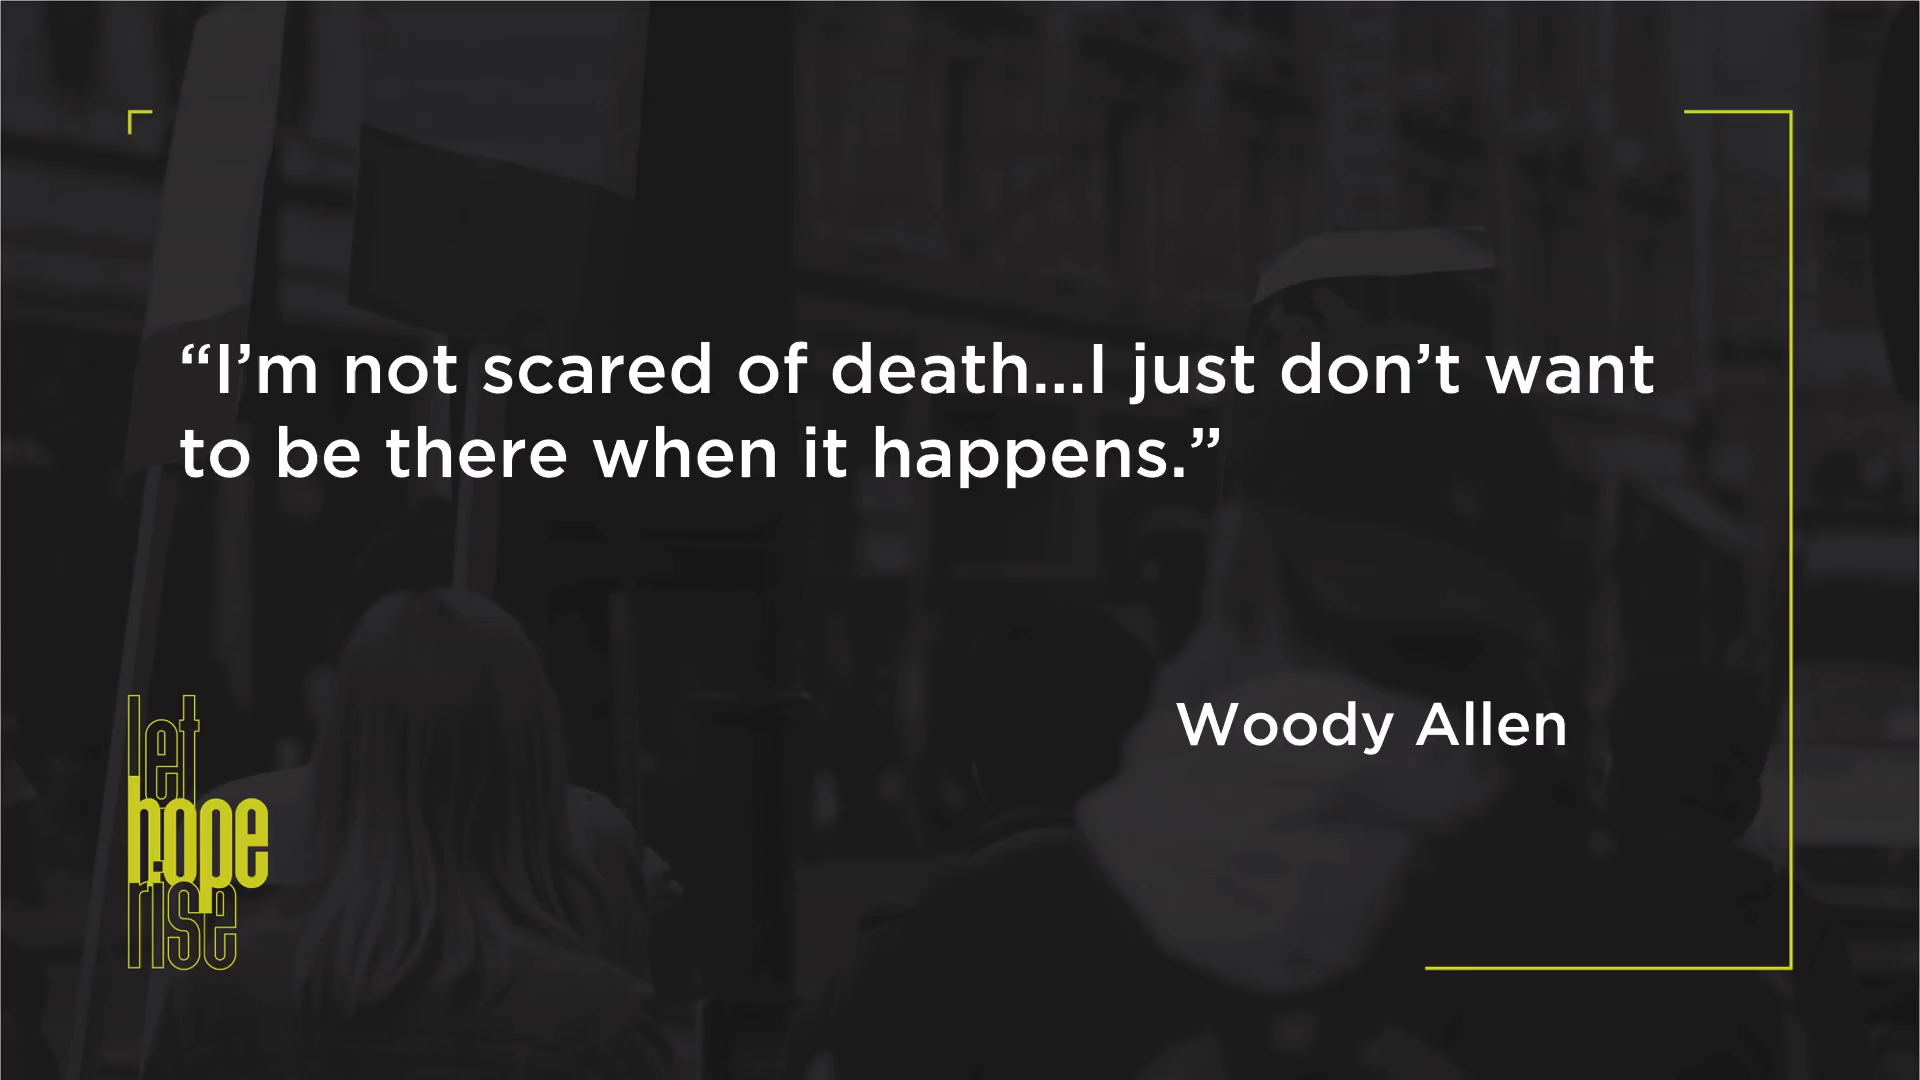 “I’m not scared of death...I just don’t want
to be there when it happens.”
Woody Allen
let
hope
rise